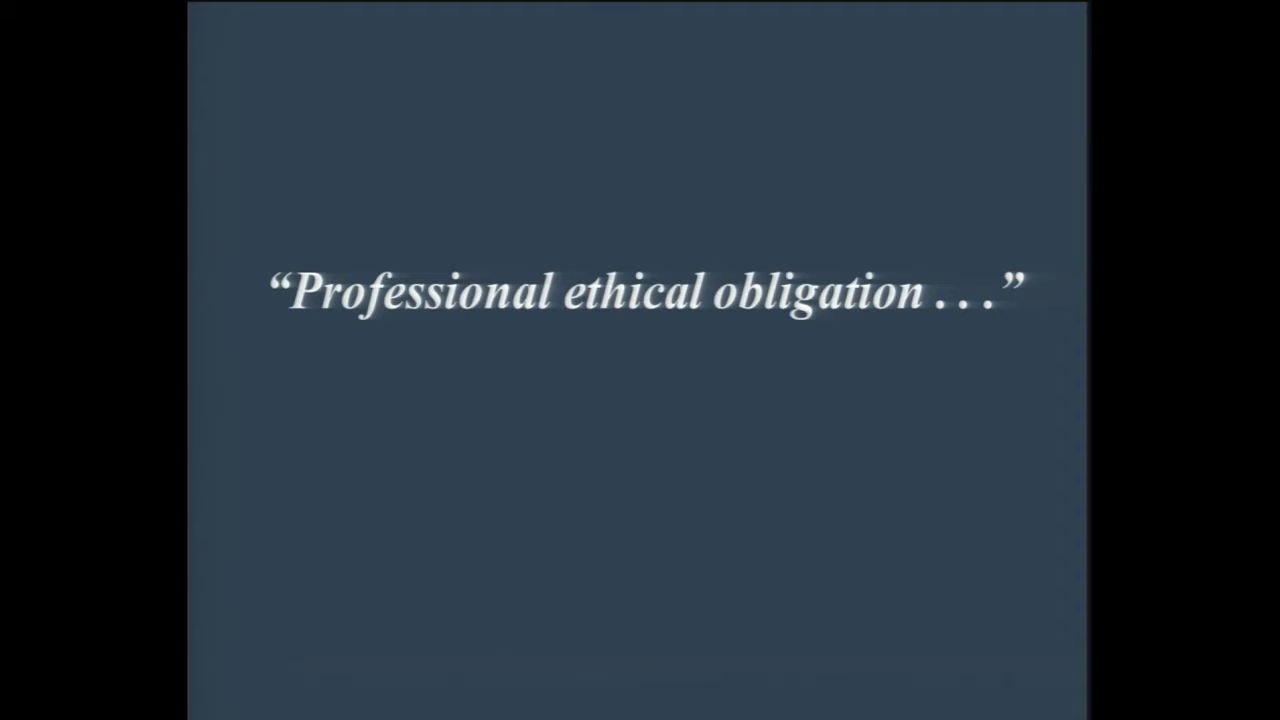 “Professional ethical obligation . . .”